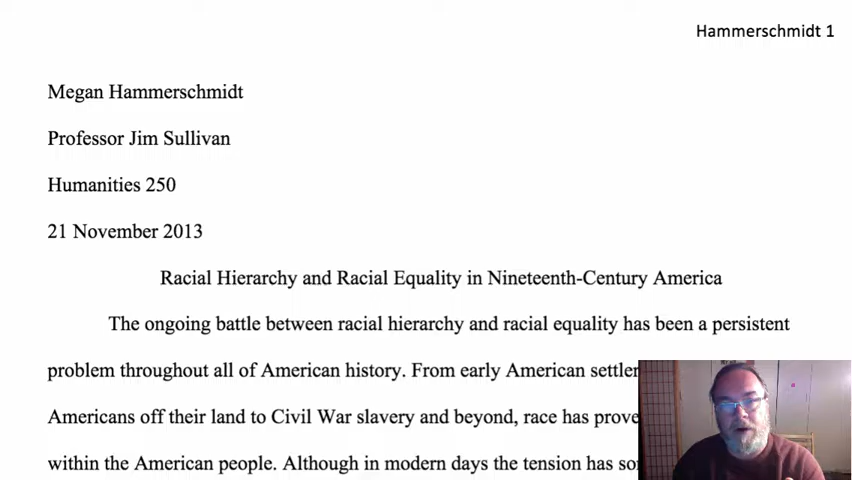 Hammerschmidt 1
Megan Hammerschmidt
Professor Jim Sullivan
Humanities 250
21 November 2013
Racial Hierarchy and Racial Equality in Nineteenth-Century America
The ongoing battle between racial hierarchy and racial equality has been a persistent
problem throughout all of American history. From early American
Americans off their land to Civil War slavery and beyond, race has
within the American people. Although in modern days the tension has